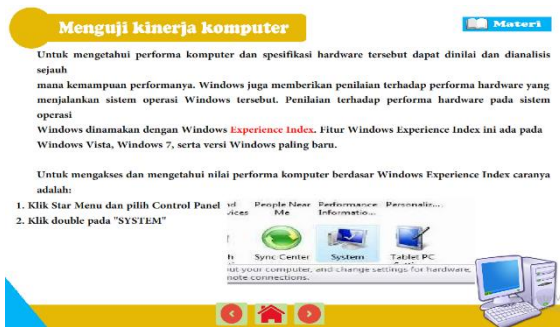 Menguji kinerja komputer
Materi
Untuk mengetahui performa komputer dan spesifikasi hardware tersebut dapat dinilai dan dianalisis
sejauh
mana kemampuan performanya. Windows juga memberikan penilaian terhadap performa hardware yang
menjalankan sistem operasi Windows tersebut. Penilaian terhadap performa hardware pada sistem
operasi
Windows dinamakan dengan Windows Experience Index. Fitur Windows Experience Index ini ada pada
Windows Vista, Windows 7, serta versi Windows paling baru.
Untuk mengakses dan mengetahui nilai performa komputer berdasar Windows Experience Index caranya
adalah:
1. Klik Star Menu dan pilih Control Panel
2. Klik double pada "SYSTEM"
People Near Performance Personaliz...
vices Me Informatio...
Sync Center System Tablet PC
out your computer, and change settings for hardware,
note connections.